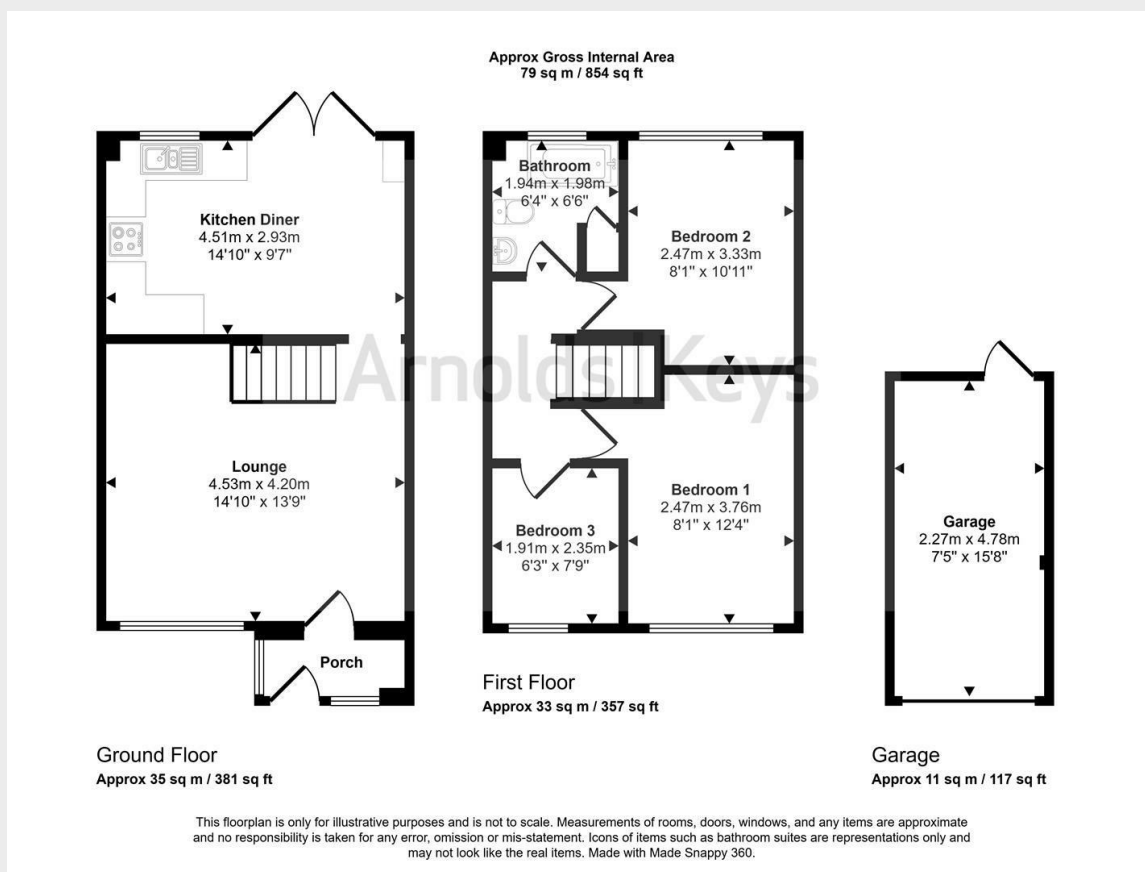 Approx Gross Internal Area
79 sq m / 854 sq ft
Kitchen Diner
4.51m x 2.93m
14'10" x 9'7"
Lounge
4.53m x 4.20m
14'10" x 13'9"
Porch
Ground Floor
Approx 35 sq m / 381 sq ft
Bathroom
1.94m x 1.98m
6'4" x 6'6"
Bedroom 2
2.47m x 3.33m
8'1" x 10'11"
Bedroom 1
2.47m x 3.76m
8'1" x 12'4"
Bedroom 3
1.91m x 2.35m
6'3" x 7'9"
First Floor
Approx 33 sq m / 357 sq ft
Garage
2.27m x 4.78m
7'5" x 15'8"
Garage
Approx 11 sq m / 117 sq ft
Arnolds | Keys
This floorplan is only for illustrative purposes and is not to scale. Measurements of rooms, doors, windows, and any items are approximate
and no responsibility is taken for any error, omission or mis-statement. Icons of items such as bathroom suites are representations only and
may not look like the real items. Made with Made Snappy 360.